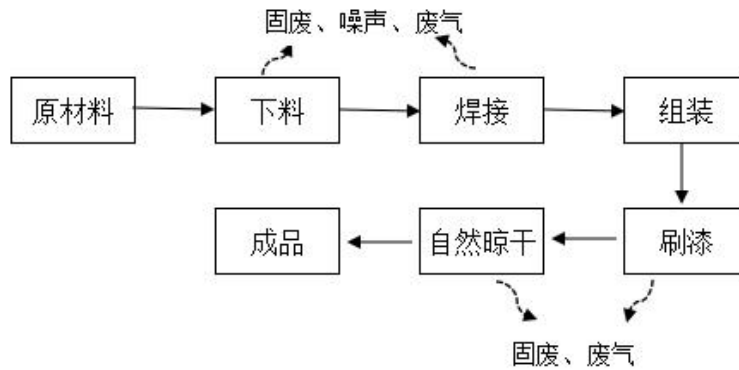 固废、噪声、废气
原材料 下料 焊接 组装
成品 自然晾干 刷漆
固废、废气